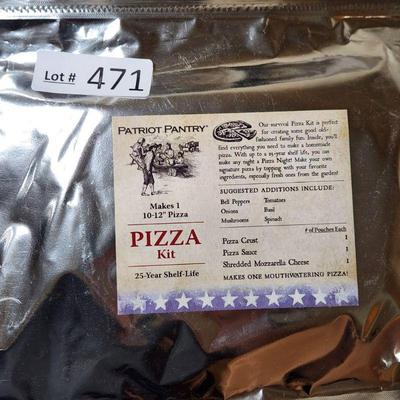 Lot # 471
PATRIOT PANTRY®
Makes 1
10-12" Pizza
PIZZA
Kit
25-Year Shelf-Life
Our survival Pizza Kit is perfect
for creating some good old-
fashioned family fun. Inside, you'll
find everything you need to make a homemade
pizza. With up to a 25-year shelf life, you can
make any night a Pizza Night! Make your own
signature pizza by topping with your favorite
ingredients, especially fresh ones from the garden!
SUGGESTED ADDITIONS INCLUDE:
Bell Peppers Tomatoes
Onions Basil
Mushrooms Spinach
# of Pouches Each
Pizza Crust 1
Pizza Sauce 1
Shredded Mozzarella Cheese 1
MAKES ONE MOUTHWATERING PIZZA!